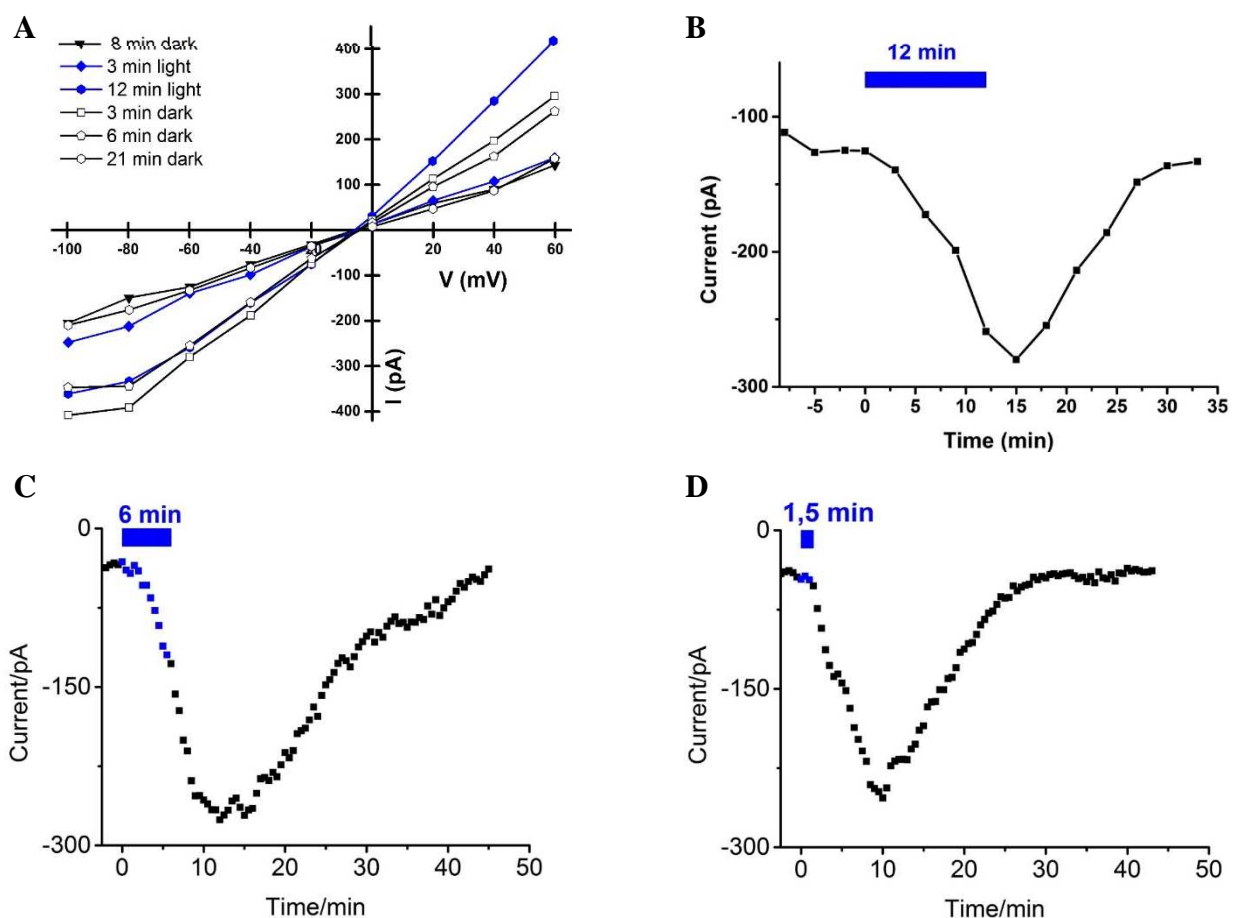 A
8 min dark
3 min light
12 min light
3 min dark
6 min dark
21 min dark
400
300
200
100
-100 -80 -60 -40 -20 0 20 40 60
V (mV)
-100
-200
-300
-400
I (pA)
B
12 min
-100
-200
-300
Current (pA)
-5 0 5 10 15 20 25 30 35
Time (min)
C
6 min
0
-150
-300
Current/pA
0 10 20 30 40 50
Time/min
D
1,5 min
0
-150
-300
Current/pA
0 10 20 30 40 50
Time/min